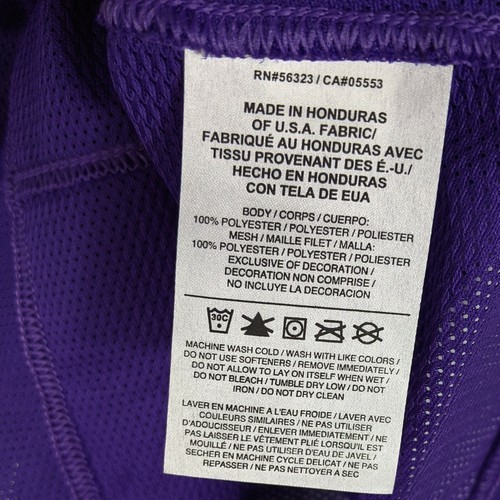 RN#56323 / CA#05553
MADE IN HONDURAS
OF U.S.A. FABRIC/
FABRIQUÉ AU HONDURAS AVEC
TISSU PROVENANT DES É.-U./
HECHO EN HONDURAS
CON TELA DE EUA
BODY / CORPS / CUERPO:
100% POLYESTER / POLYESTER / POLIESTER
MESH / MAILLE FILET / MALLA:
100% POLYESTER / POLYESTER / POLIESTER
EXCLUSIVE OF DECORATION /
DECORATION NON COMPRISE /
NO INCLUYE LA DECORACION
30C
MACHINE WASH COLD / WASH WITH LIKE COLORS /
DO NOT USE SOFTENERS / REMOVE IMMEDIATELY /
DO NOT ALLOW TO LAY ON ITSELF WHEN WET /
DO NOT BLEACH / TUMBLE DRY LOW / DO NOT
IRON / DO NOT DRY CLEAN
LAVER EN MACHINE A L'EAU FROIDE / LAVER AVEC
COULEURS SIMILAIRES / NE PAS UTILISER
D'ADOUCISSEUR / ENLEVER IMMEDIATEMENT / NE
PAS LAISSER LE VÊTEMENT PLIÉ LORSQU'IL EST
MOUILLÉ / NE PAS UTILISER D'EAU DE JAVEL /
SECHER EN MACHINE CYCLE DELICAT / NE PAS
REPASSER / NE PAS NETTOYER A SEC